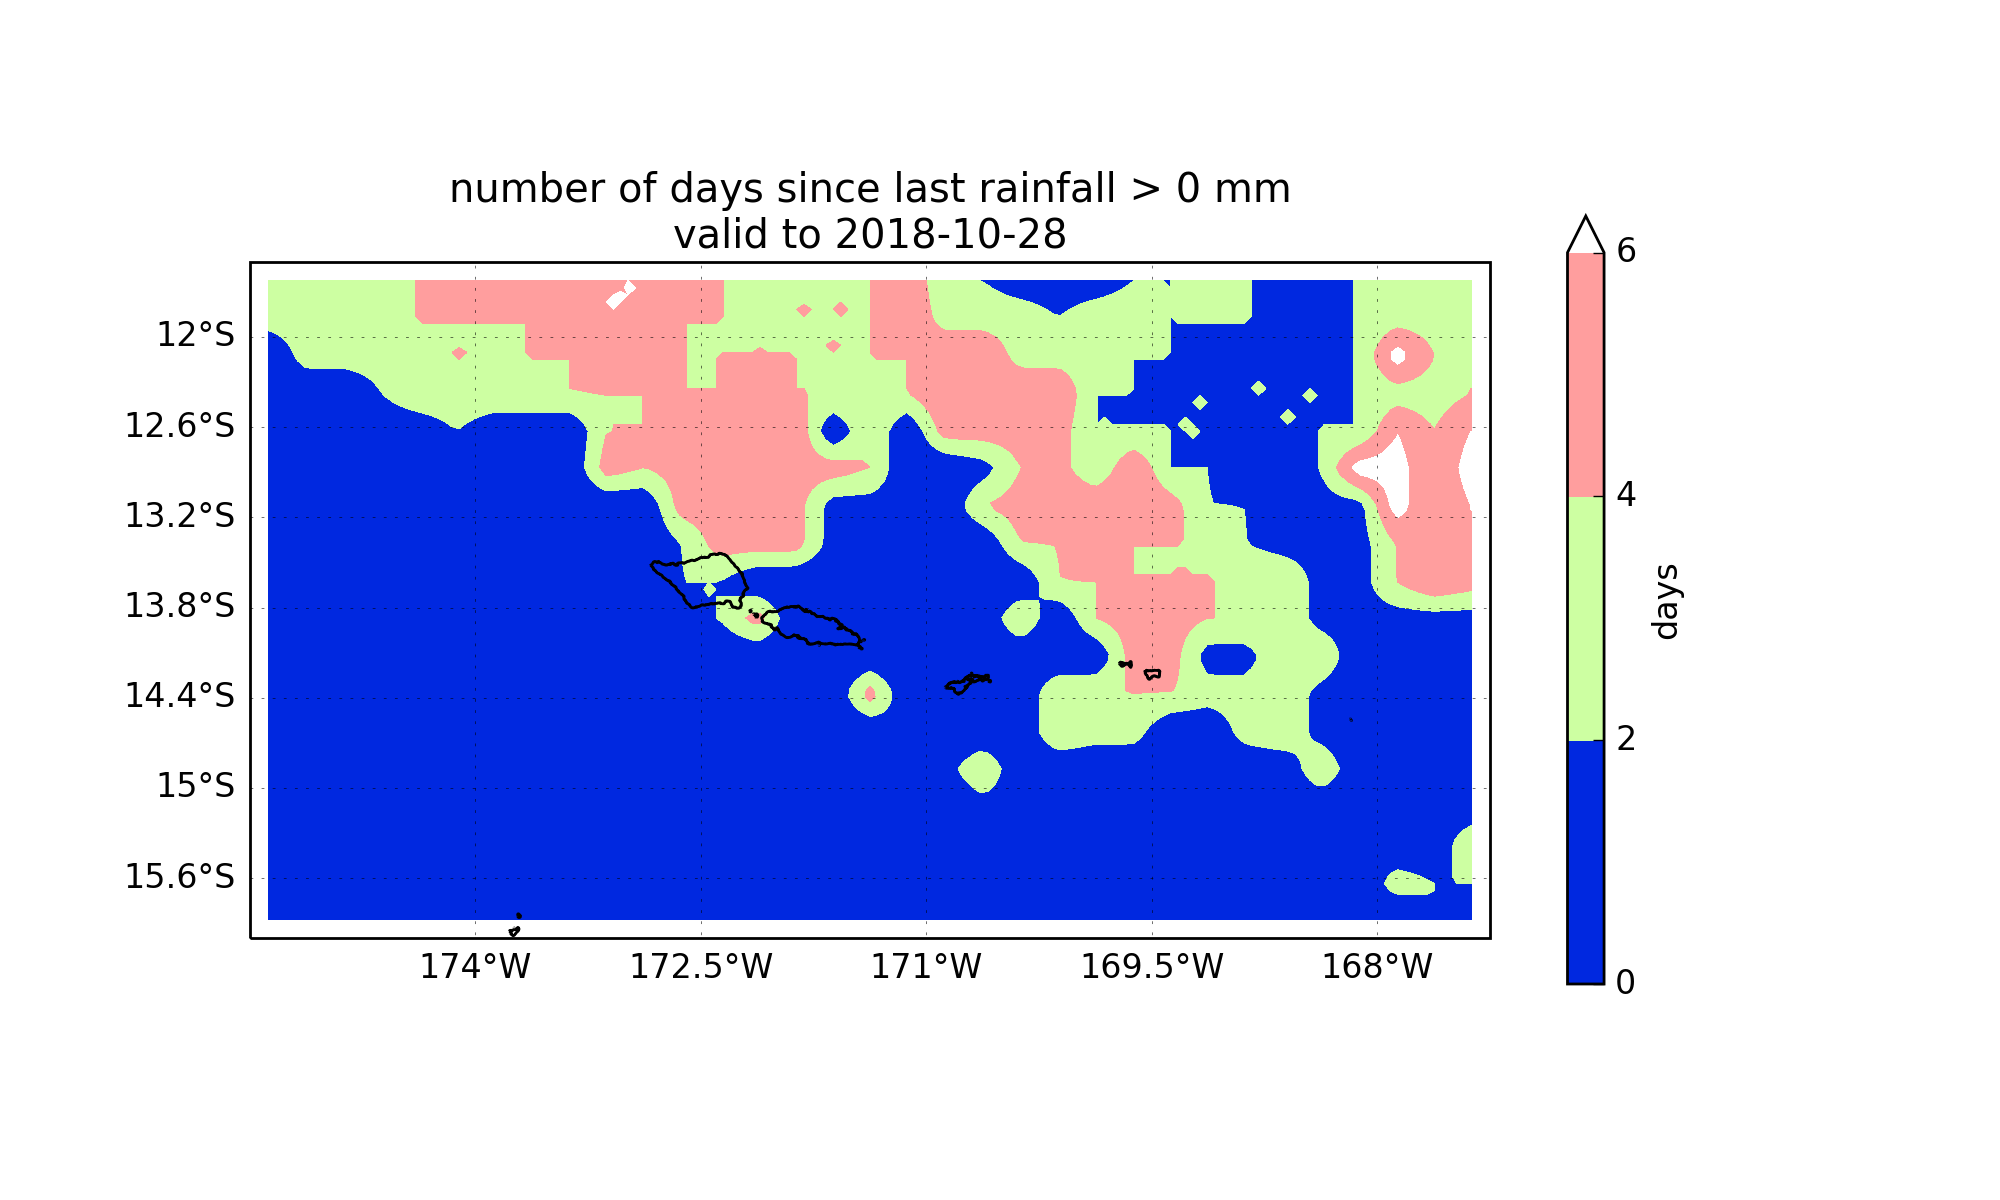 number of days since last rainfall > 0 mm
valid to 2018-10-28
12°S
12.6°S
13.2°S
13.8°S
14.4°S
15°S
15.6°S
174°W
172.5°W
171°W
169.5°W
168°W
6
4
2
0
days